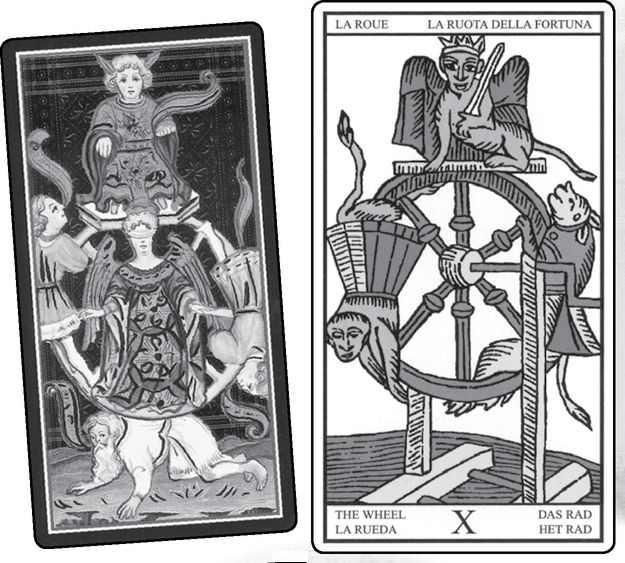 LA ROUE LA RUOTA DELLA FORTUNA
THE WHEEL X DAS RAD
LA RUEDA HET RAD